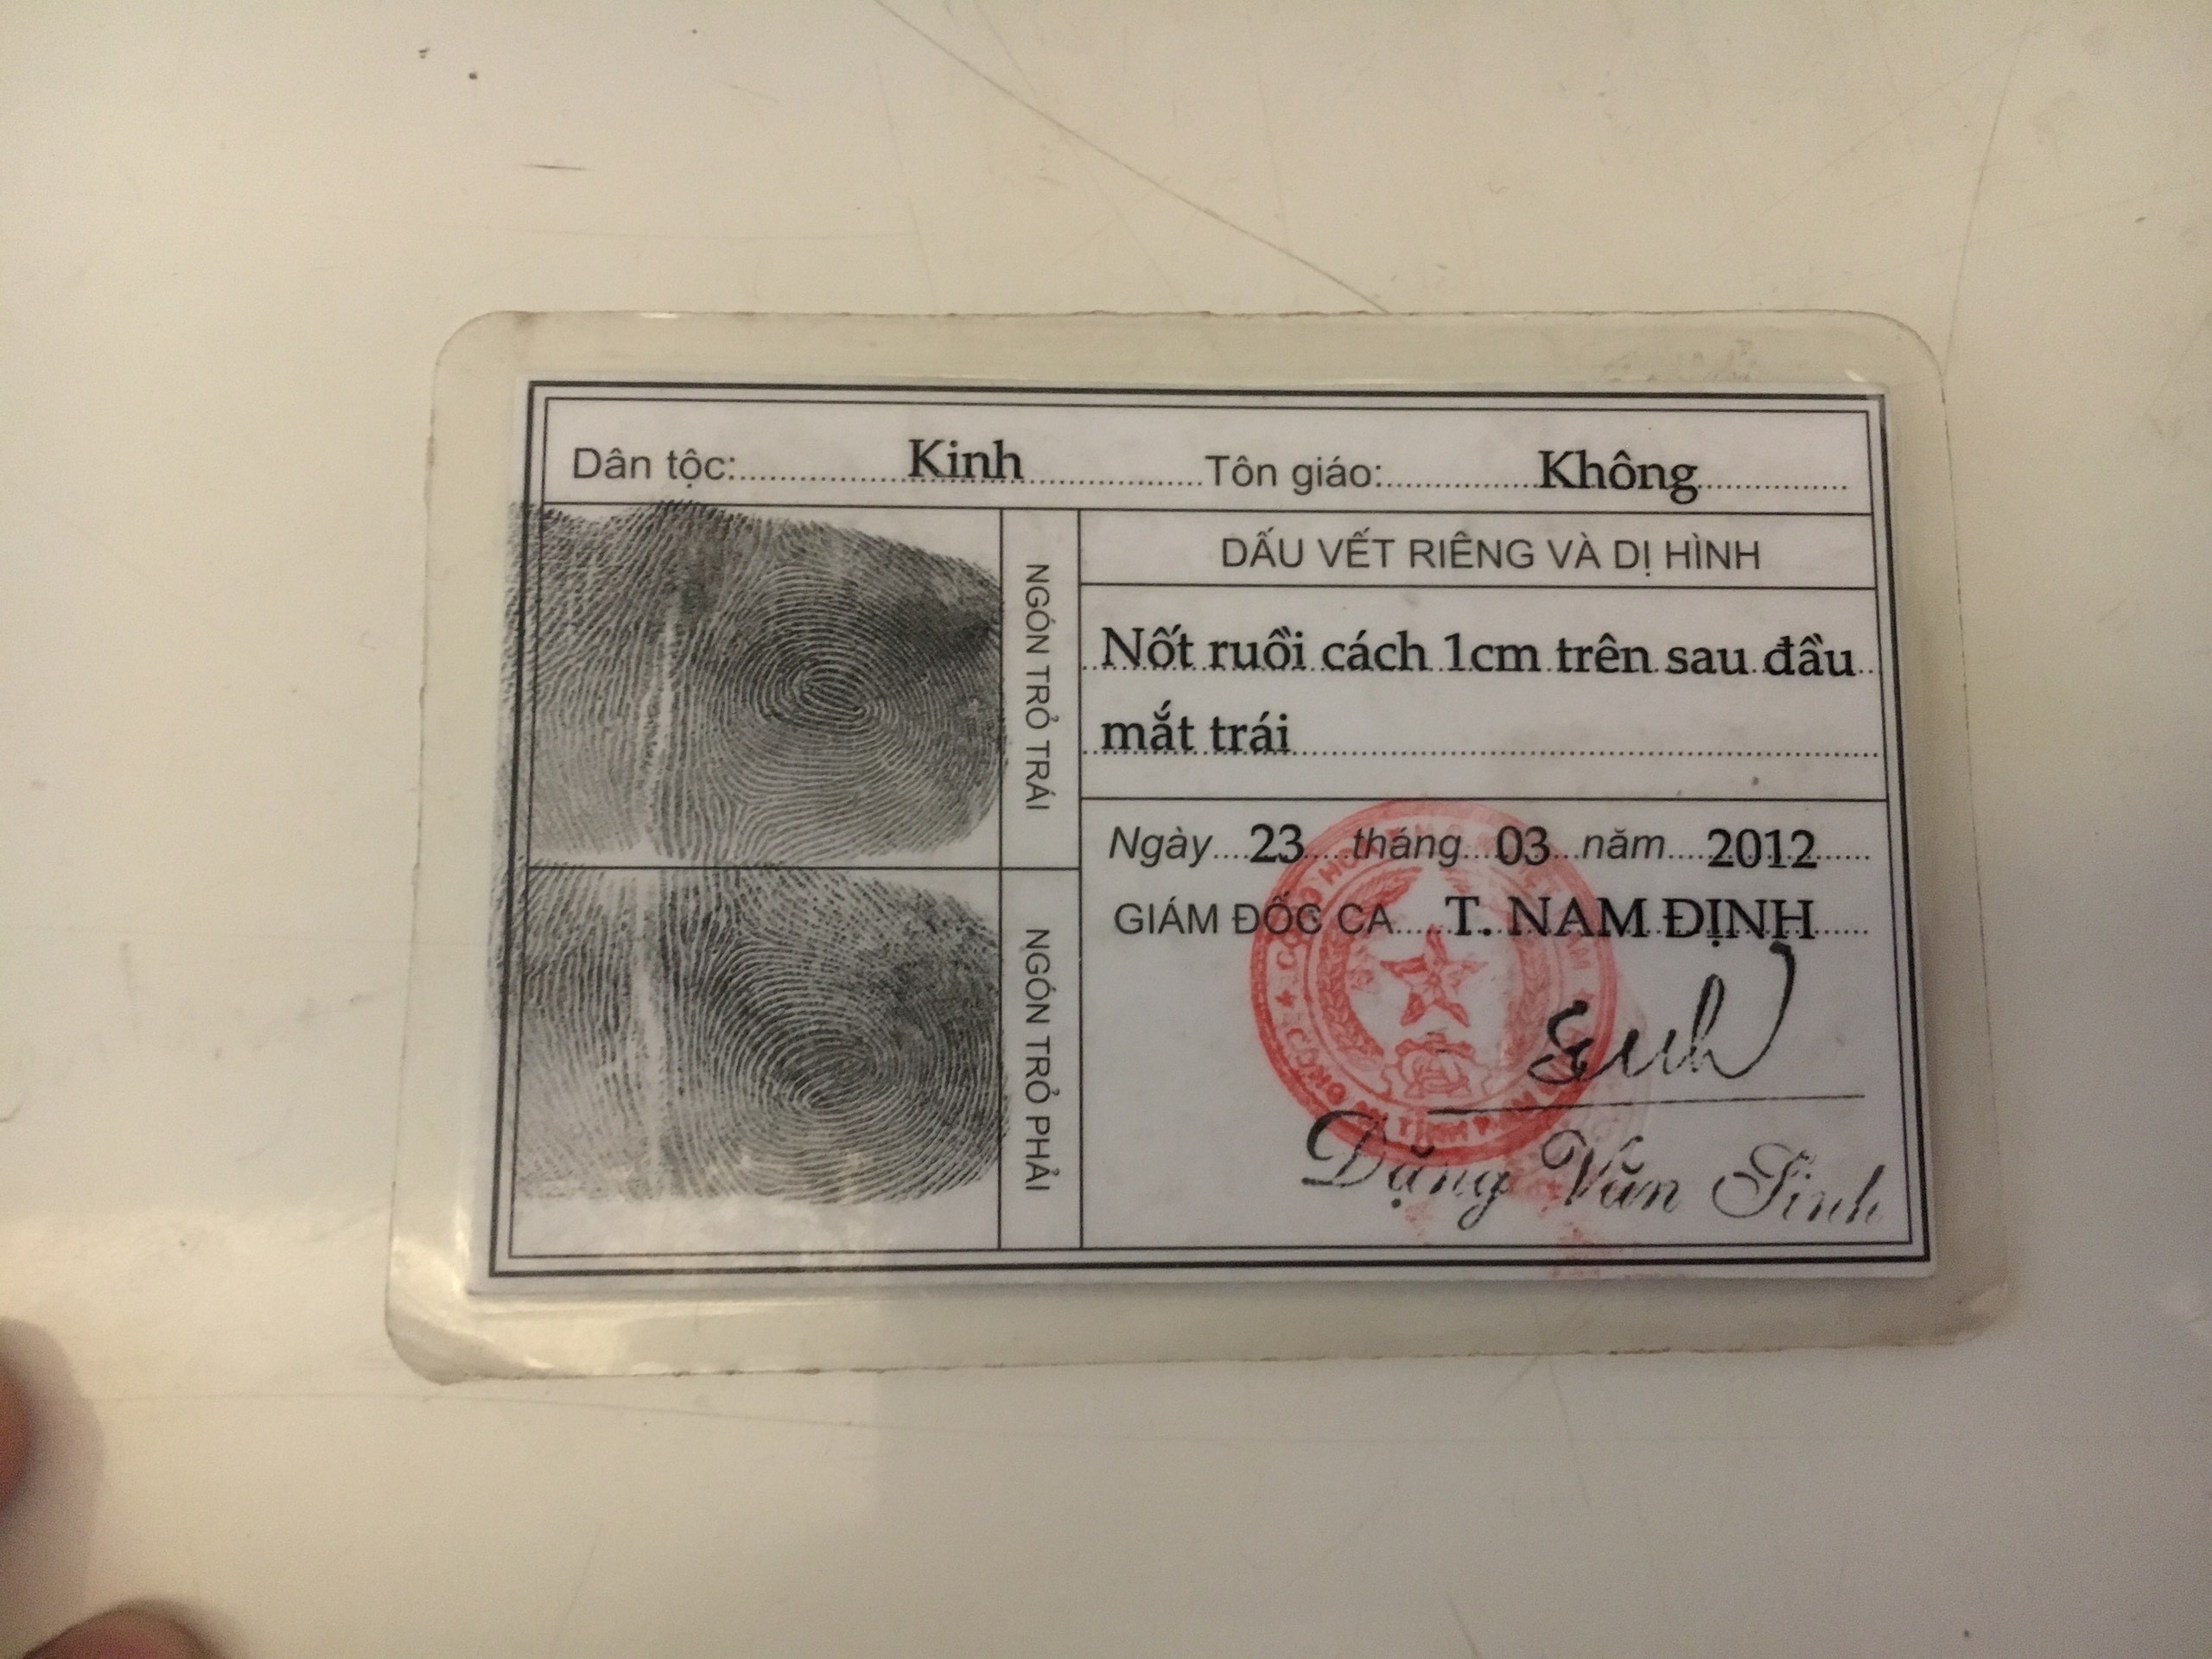 Dân tộc: Kinh Tôn giáo: Không
NGÓN TRỎ TRÁI
NGÓN TRỎ PHẢI
DẤU VẾT RIÊNG VÀ DỊ HÌNH
Nốt ruồi cách 1cm trên sau đầu
mắt trái
Ngày 23 tháng 03 năm 2012
GIÁM ĐỐC CA T. NAM ĐỊNH
Đặng Văn Sinh